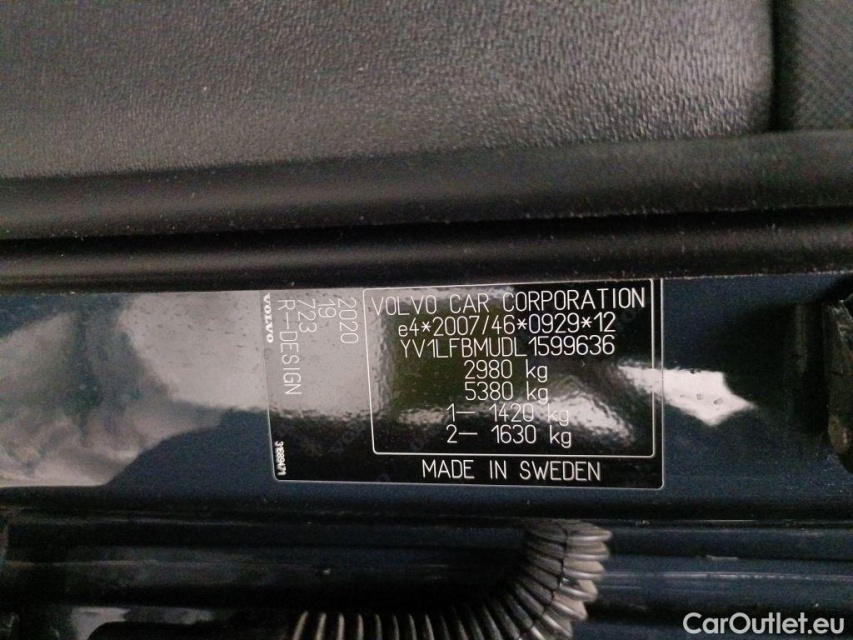 VOLVO
2020
19
723
R-DESIGN
VOLVO CAR CORPORATION
e4*2007/46*0929*12
YV1LFBMUDL1599636
2980 kg
5380 kg
1— 1420 kg
2— 1630 kg
MADE IN SWEDEN
CarOutlet.eu